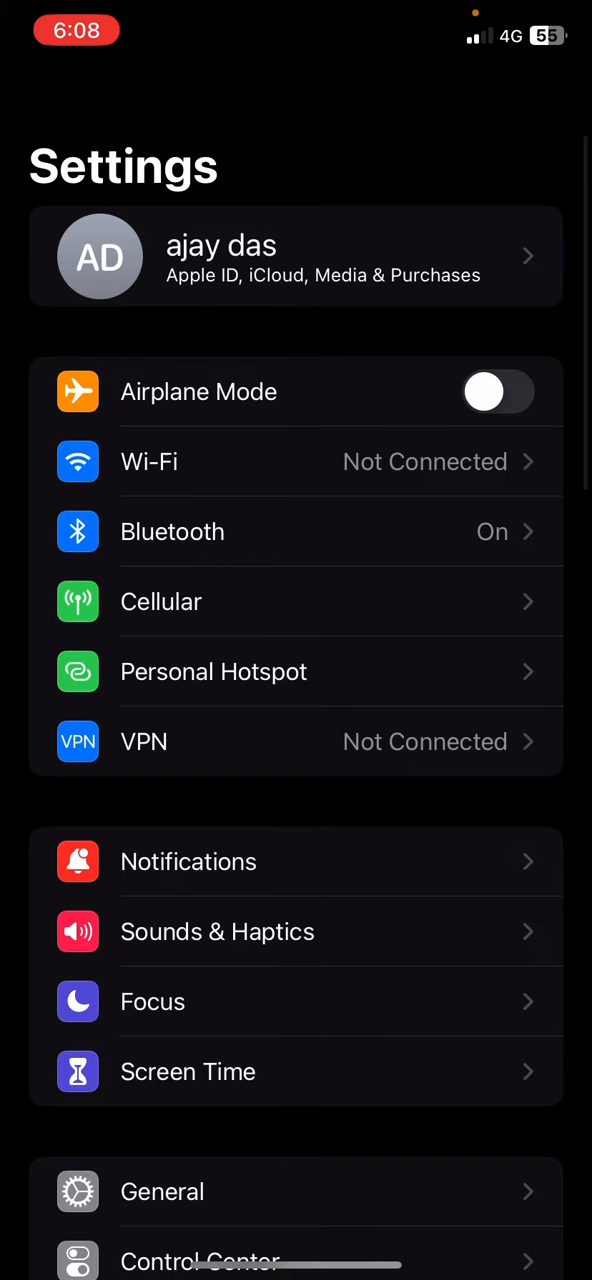 6:08
4G 55
Settings
AD
ajay das
Apple ID, iCloud, Media & Purchases
Airplane Mode
Wi-Fi Not Connected
Bluetooth On
Cellular
Personal Hotspot
VPN VPN Not Connected
Notifications
Sounds & Haptics
Focus
Screen Time
General
Control Center